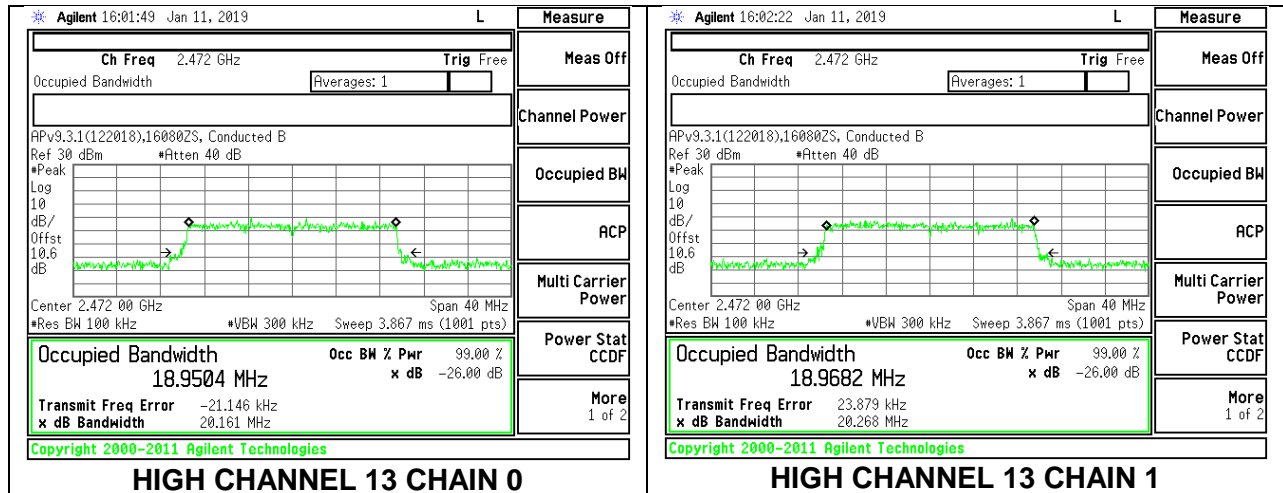 Agilent 16:01:49 Jan 11, 2019 L Measure
Ch Freq 2.472 GHz Trig Free
Occupied Bandwidth Averages: 1
APv9.3.1(122018),16080ZS, Conducted B
Ref 30 dBm #Atten 40 dB
#Peak
Log
10
dB/
Offst
10.6
dB
Center 2.472 00 GHz Span 40 MHz
#Res BW 100 kHz #VBW 300 kHz Sweep 3.867 ms (1001 pts)
Occupied Bandwidth Occ BW % Pwr 99.00 %
18.9504 MHz x dB -26.00 dB
Transmit Freq Error -21.146 kHz
x dB Bandwidth 20.161 MHz
Meas Off
Channel Power
Occupied BW
ACP
Multi Carrier
Power
Power Stat
CCDF
More
1 of 2
Copyright 2000-2011 Agilent Technologies
HIGH CHANNEL 13 CHAIN 0
Agilent 16:02:22 Jan 11, 2019 L Measure
Ch Freq 2.472 GHz Trig Free
Occupied Bandwidth Averages: 1
APv9.3.1(122018),16080ZS, Conducted B
Ref 30 dBm #Atten 40 dB
#Peak
Log
10
dB/
Offst
10.6
dB
Center 2.472 00 GHz Span 40 MHz
#Res BW 100 kHz #VBW 300 kHz Sweep 3.867 ms (1001 pts)
Occupied Bandwidth Occ BW % Pwr 99.00 %
18.9682 MHz x dB -26.00 dB
Transmit Freq Error 23.879 kHz
x dB Bandwidth 20.268 MHz
Meas Off
Channel Power
Occupied BW
ACP
Multi Carrier
Power
Power Stat
CCDF
More
1 of 2
Copyright 2000-2011 Agilent Technologies
HIGH CHANNEL 13 CHAIN 1